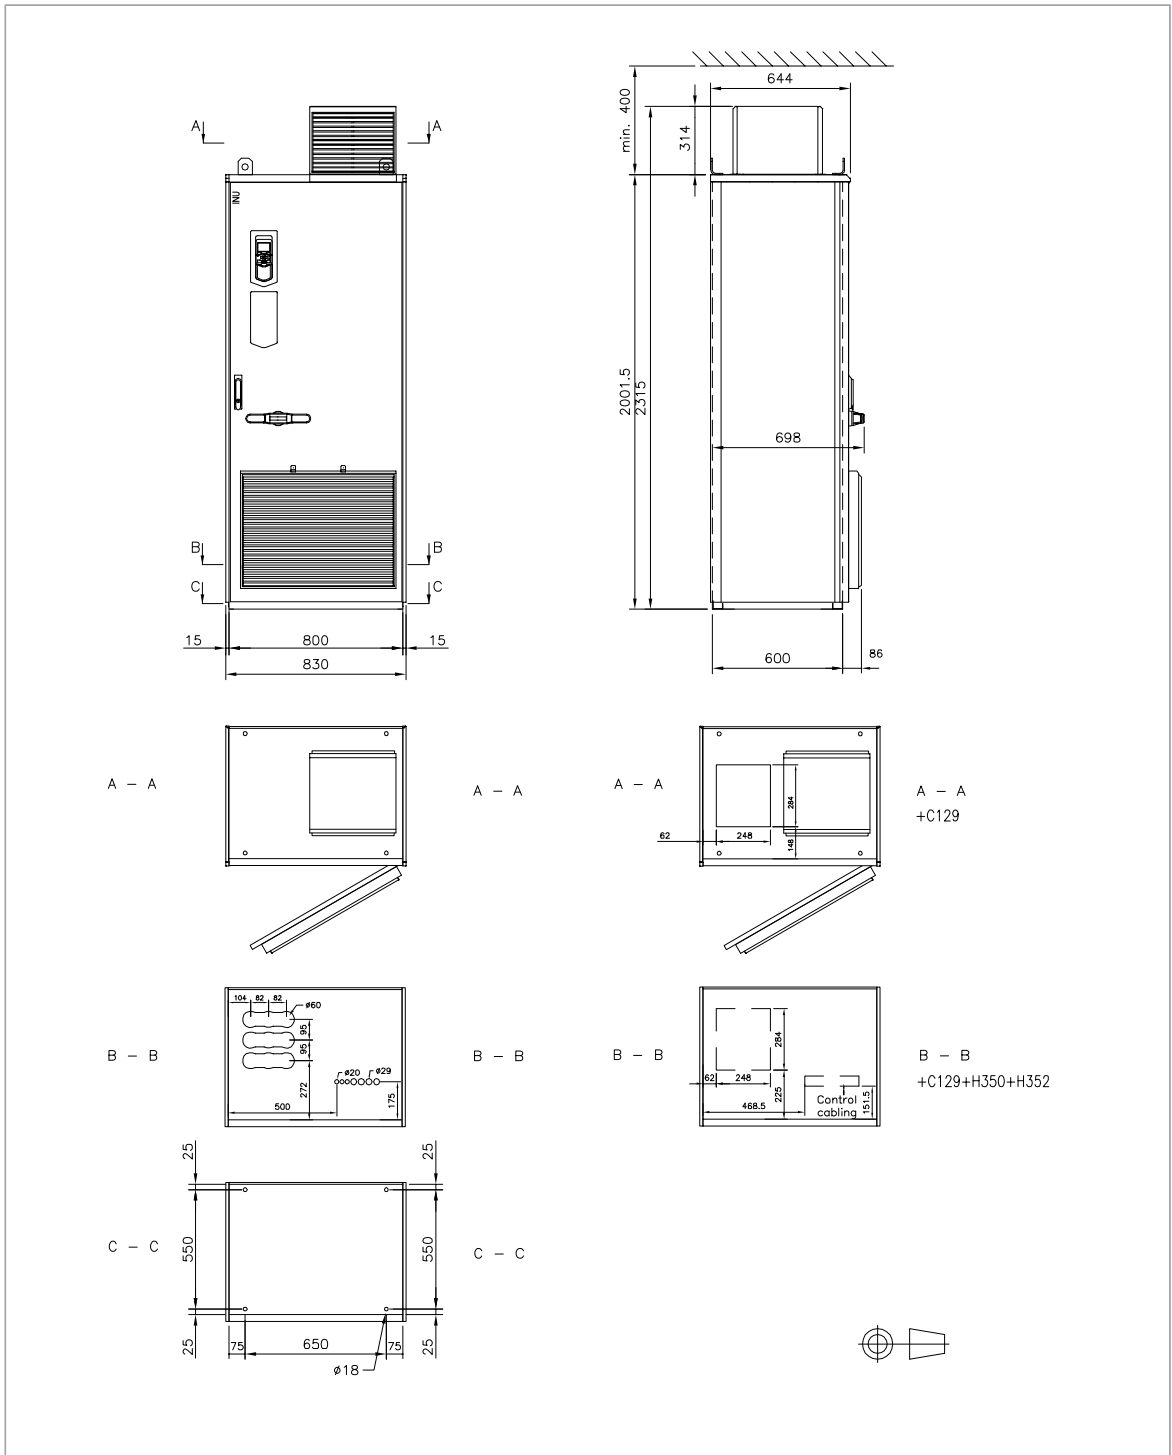 A
A
INU
B
B
C
C
15
800
15
830
644
min. 400
314
2001.5
2315
698
600
86
A – A
A – A
A – A
284
62
248
148
A – A
+C129
B – B
104
82
82
ø60
95
95
ø20
ø29
272
500
175
B – B
B – B
284
62
248
225
468.5
Control
cabling
151.5
B – B
+C129+H350+H352
25
25
C – C
550
550
C – C
25
25
75
650
75
ø18